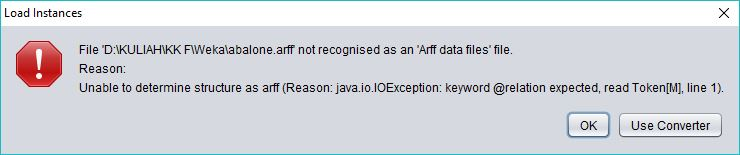 Load Instances
File 'D:\KULIAH\KK F\Weka\abalone.arff' not recognised as an 'Arff data files' file.
Reason:
Unable to determine structure as arff (Reason: java.io.IOException: keyword @relation expected, read Token[M], line 1).
OK
Use Converter